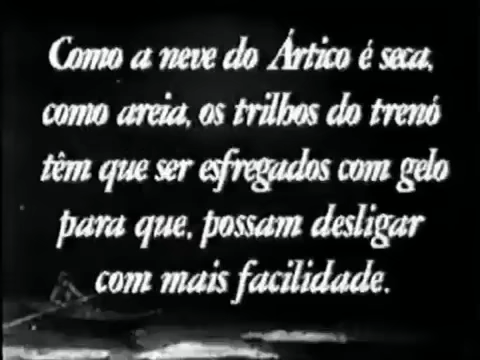 Como a neve do Ártico é seca,
como areia, os trilhos do trenó
têm que ser esfregados com gelo
para que, possam desligar
com mais facilidade.